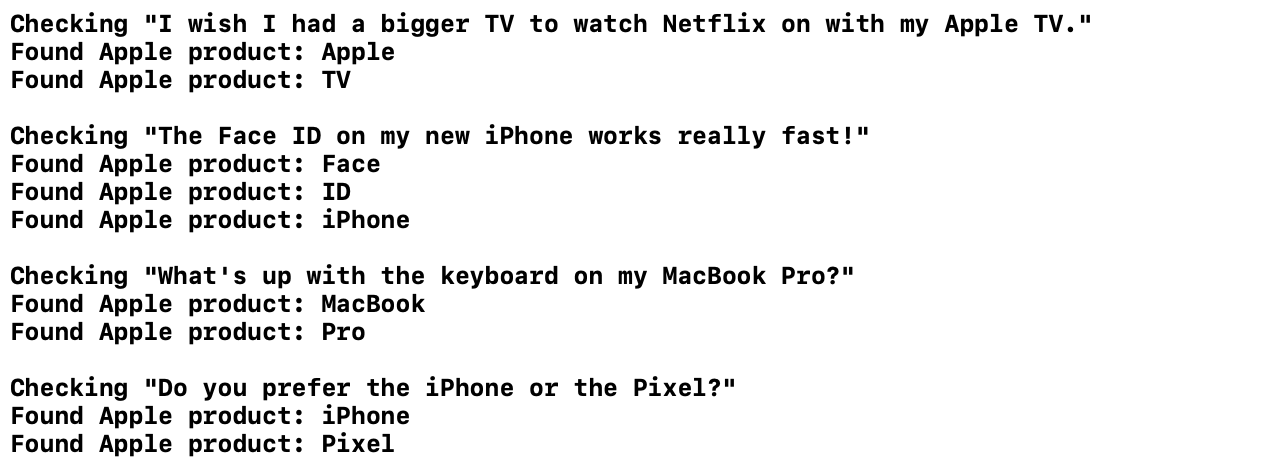 Checking "I wish I had a bigger TV to watch Netflix on with my Apple TV."
Found Apple product: Apple
Found Apple product: TV
Checking "The Face ID on my new iPhone works really fast!"
Found Apple product: Face
Found Apple product: ID
Found Apple product: iPhone
Checking "What's up with the keyboard on my MacBook Pro?"
Found Apple product: MacBook
Found Apple product: Pro
Checking "Do you prefer the iPhone or the Pixel?"
Found Apple product: iPhone
Found Apple product: Pixel